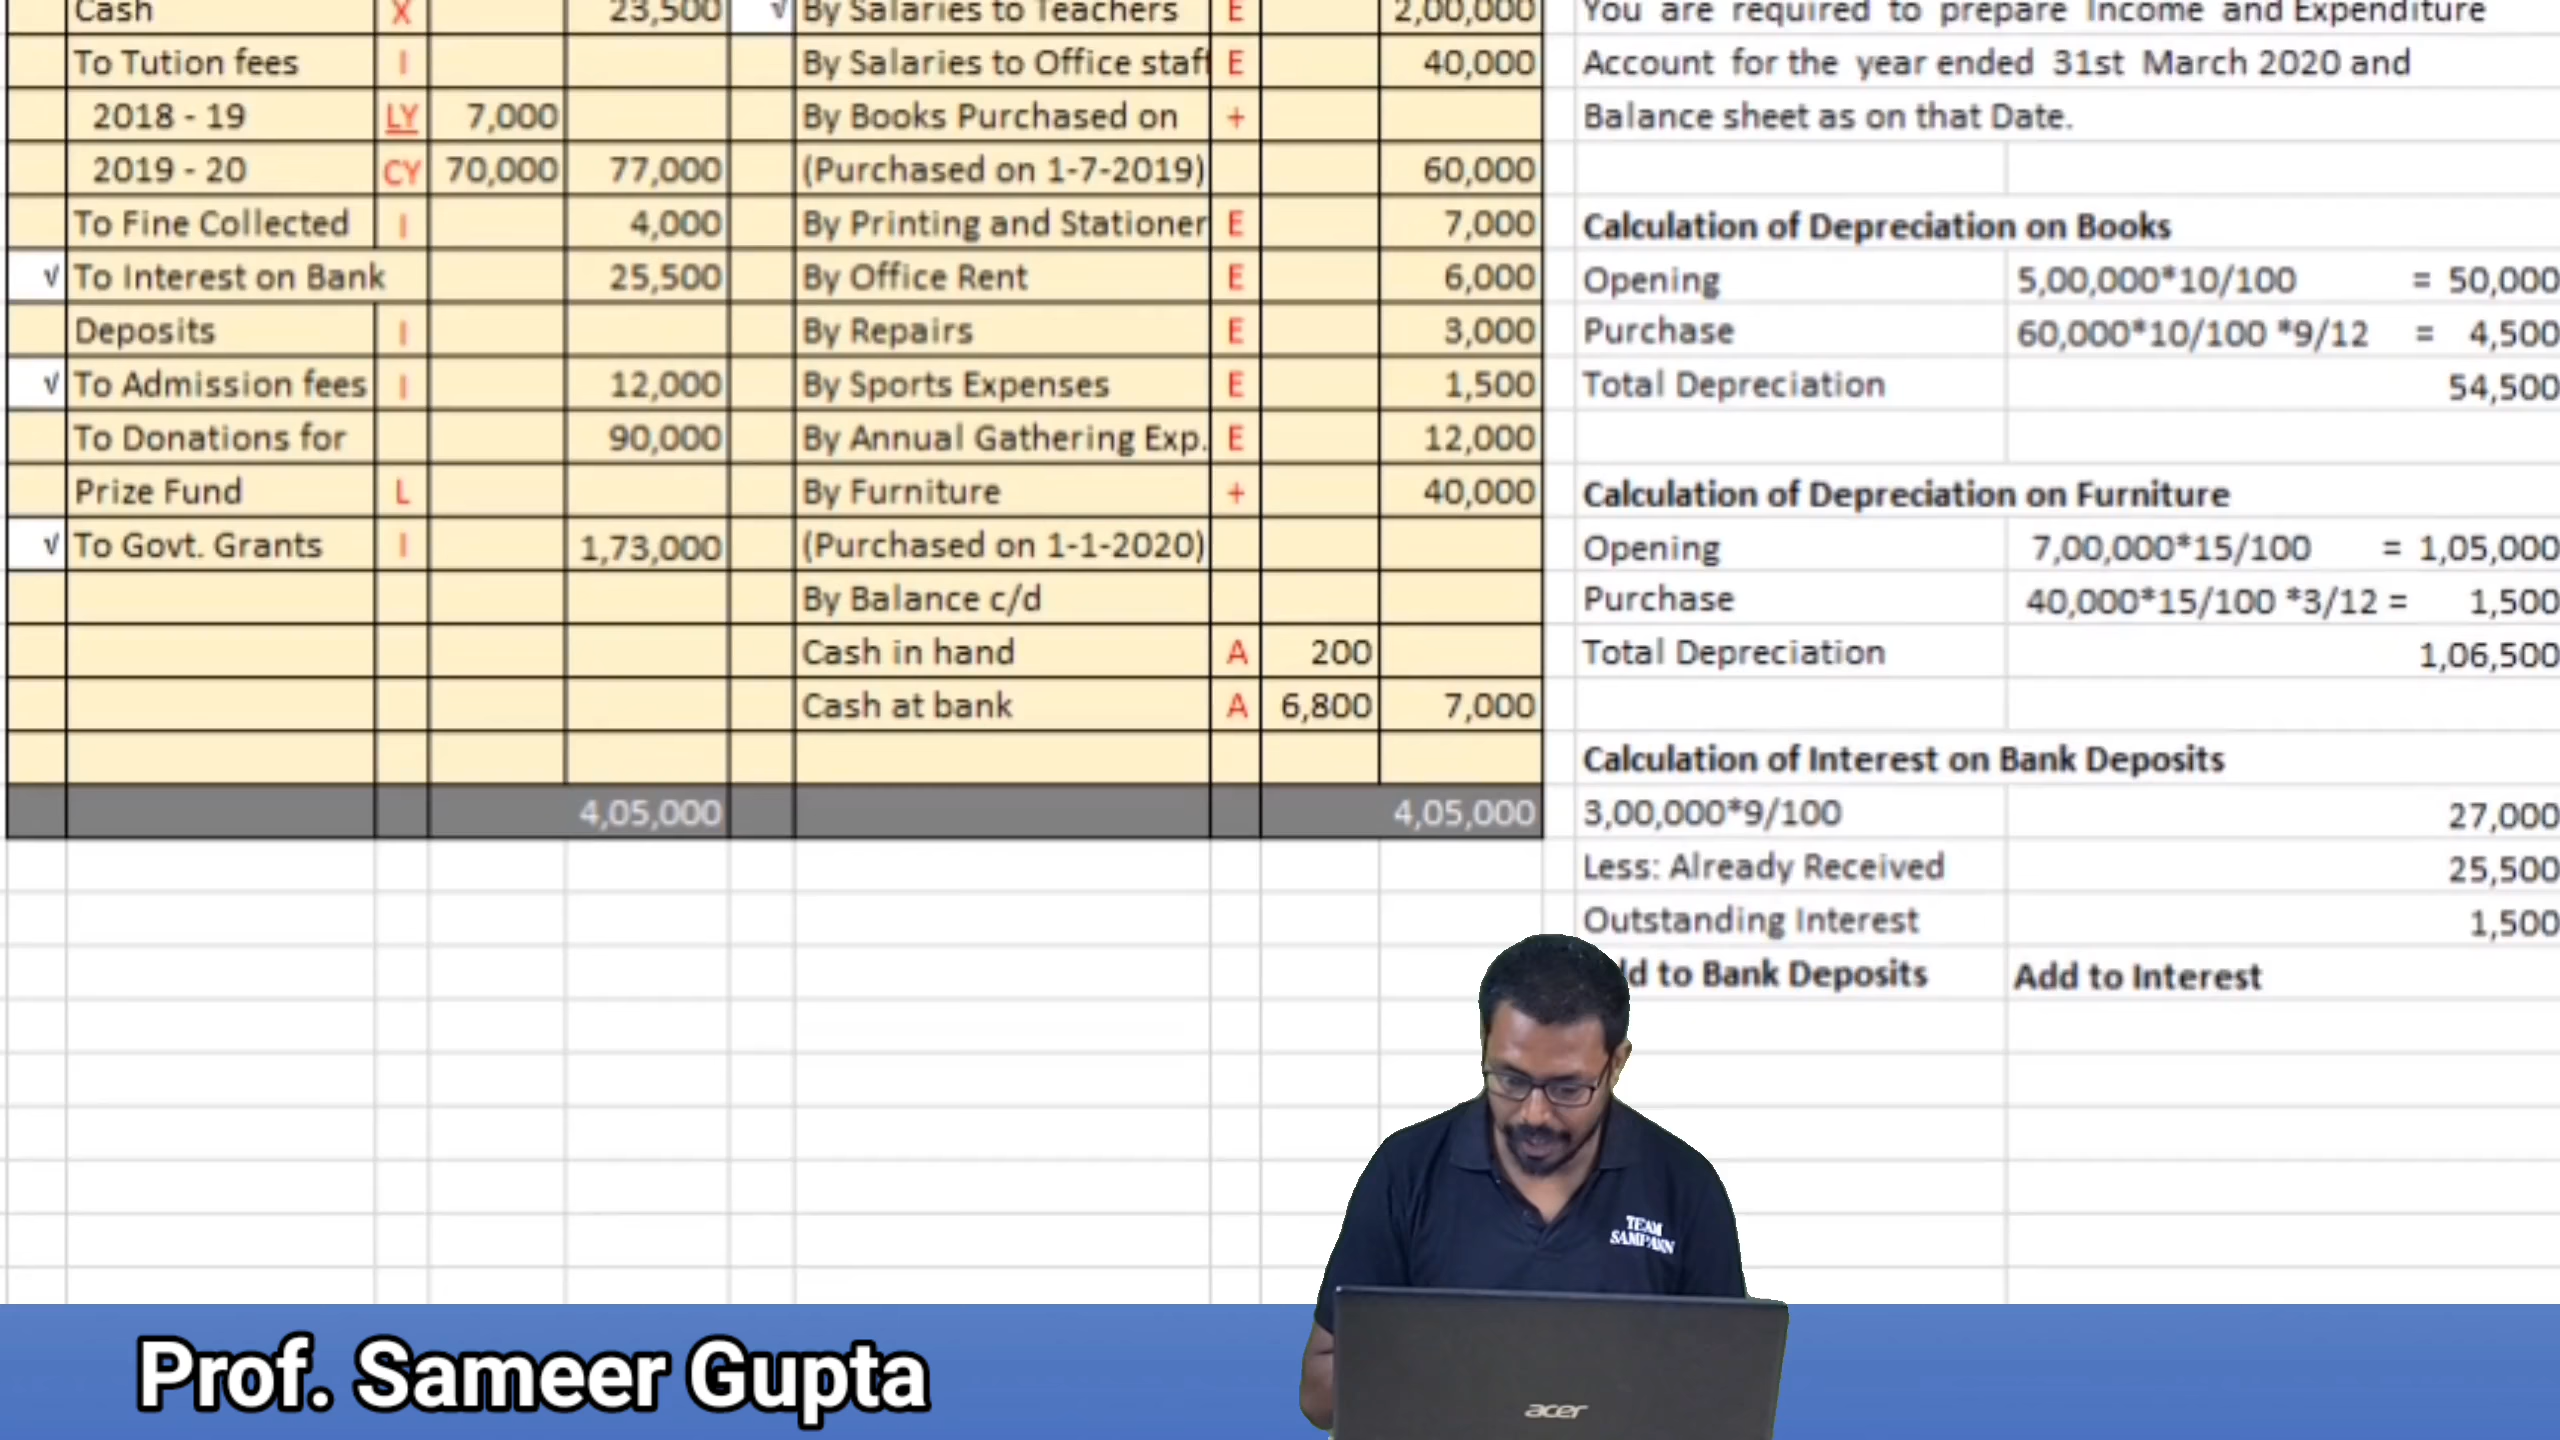 Cash X 23,500 √ By Salaries to Teachers E 2,00,000
To Tution fees I By Salaries to Office staff E 40,000
2018 - 19 LY 7,000 By Books Purchased on +
2019 - 20 CY 70,000 77,000 (Purchased on 1-7-2019) 60,000
To Fine Collected I 4,000 By Printing and Stationer E 7,000
√ To Interest on Bank 25,500 By Office Rent E 6,000
Deposits I By Repairs E 3,000
√ To Admission fees I 12,000 By Sports Expenses E 1,500
To Donations for 90,000 By Annual Gathering Exp. E 12,000
Prize Fund L By Furniture + 40,000
√ To Govt. Grants I 1,73,000 (Purchased on 1-1-2020)
By Balance c/d
Cash in hand A 200
Cash at bank A 6,800 7,000
4,05,000 4,05,000
You are required to prepare Income and Expenditure
Account for the year ended 31st March 2020 and
Balance sheet as on that Date.
Calculation of Depreciation on Books
Opening 5,00,000*10/100 = 50,000
Purchase 60,000*10/100 *9/12 = 4,500
Total Depreciation 54,500
Calculation of Depreciation on Furniture
Opening 7,00,000*15/100 = 1,05,000
Purchase 40,000*15/100 *3/12 = 1,500
Total Depreciation 1,06,500
Calculation of Interest on Bank Deposits
3,00,000*9/100 27,000
Less: Already Received 25,500
Outstanding Interest 1,500
to Bank Deposits Add to Interest
TEAM
SAMPANN
acer
Prof. Sameer Gupta